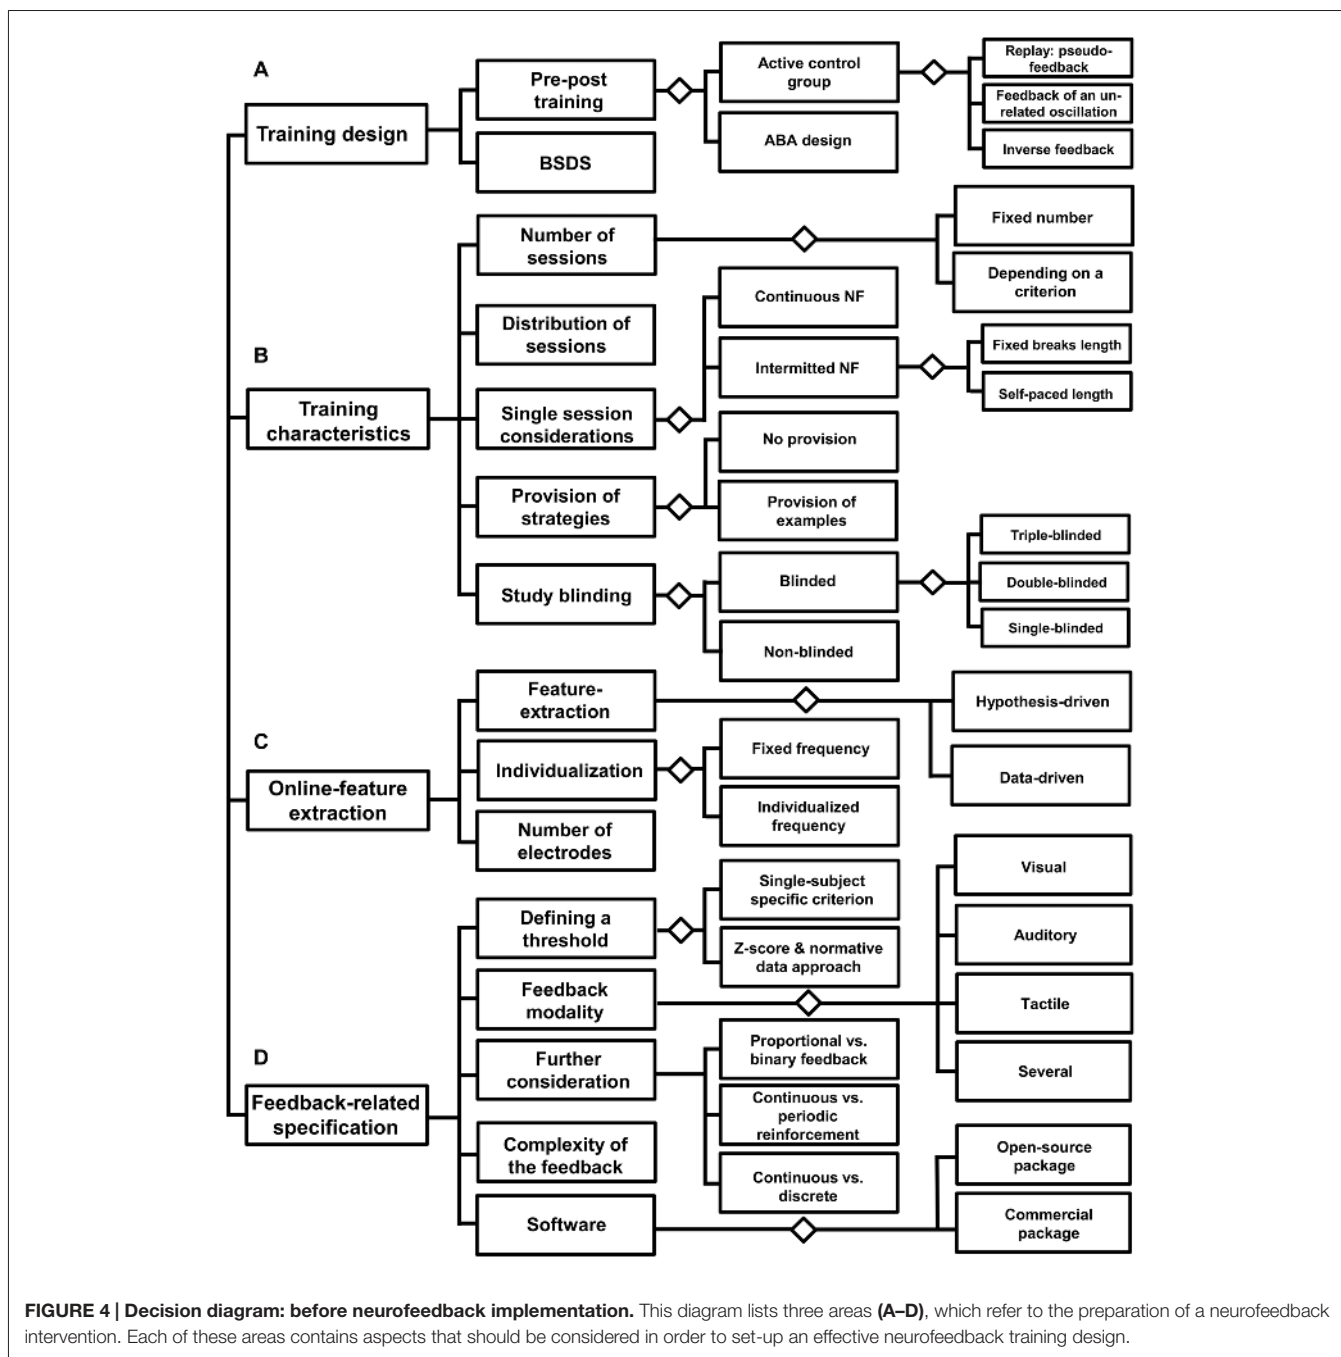 A
Training design
Pre-post
training
BSDS
Active control
group
ABA design
Replay: pseudo-
feedback
Feedback of an un-
related oscillation
Inverse feedback
B
Training
characteristics
Number of
sessions
Fixed number
Depending on a
criterion
Distribution of
sessions
Single session
considerations
Continuous NF
Intermitted NF
Fixed breaks length
Self-paced length
Provision of
strategies
No provision
Provision of
examples
Study blinding
Blinded
Non-blinded
Triple-blinded
Double-blinded
Single-blinded
C
Online-feature
extraction
Feature-
extraction
Hypothesis-driven
Data-driven
Individualization
Fixed frequency
Individualized
frequency
Number of
electrodes
D
Feedback-related
specification
Defining a
threshold
Single-subject
specific criterion
Z-score & normative
data approach
Feedback
modality
Visual
Auditory
Tactile
Several
Further
consideration
Proportional vs.
binary feedback
Continuous vs.
periodic
reinforcement
Continuous vs.
discrete
Complexity of
the feedback
Software
Open-source
package
Commercial
package
FIGURE 4 | Decision diagram: before neurofeedback implementation. This diagram lists three areas (A–D), which refer to the preparation of a neurofeedback
intervention. Each of these areas contains aspects that should be considered in order to set-up an effective neurofeedback training design.